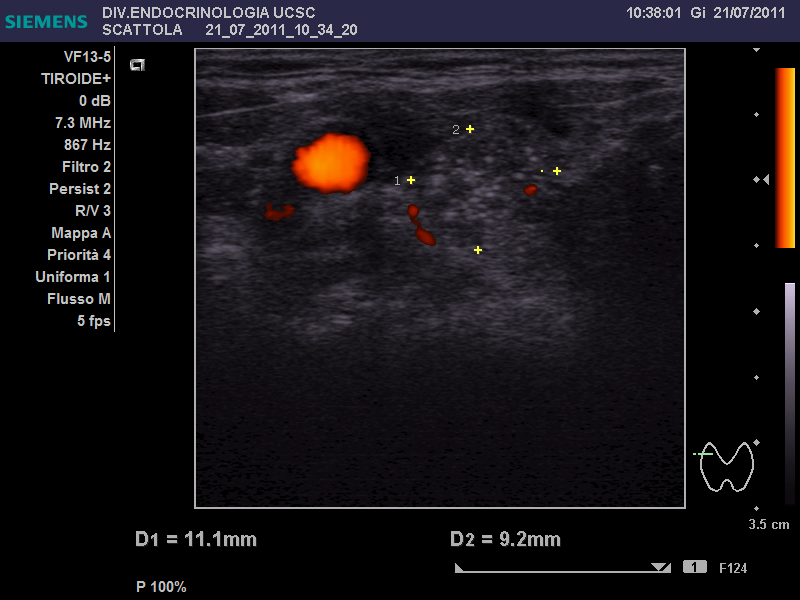 SIEMENS
DIV.ENDOCRINOLOGIA UCSC
10:38:01 Gi 21/07/2011
SCATTOLA 21_07_2011_10_34_20
VF13-5
TIROIDE+
0 dB
7.3 MHz
867 Hz
Filtro 2
Persist 2
R/V 3
Mappa A
Priorità 4
Uniforma 1
Flusso M
5 fps
2
1
3.5 cm
D1 = 11.1mm
D2 = 9.2mm
1 F124
P 100%